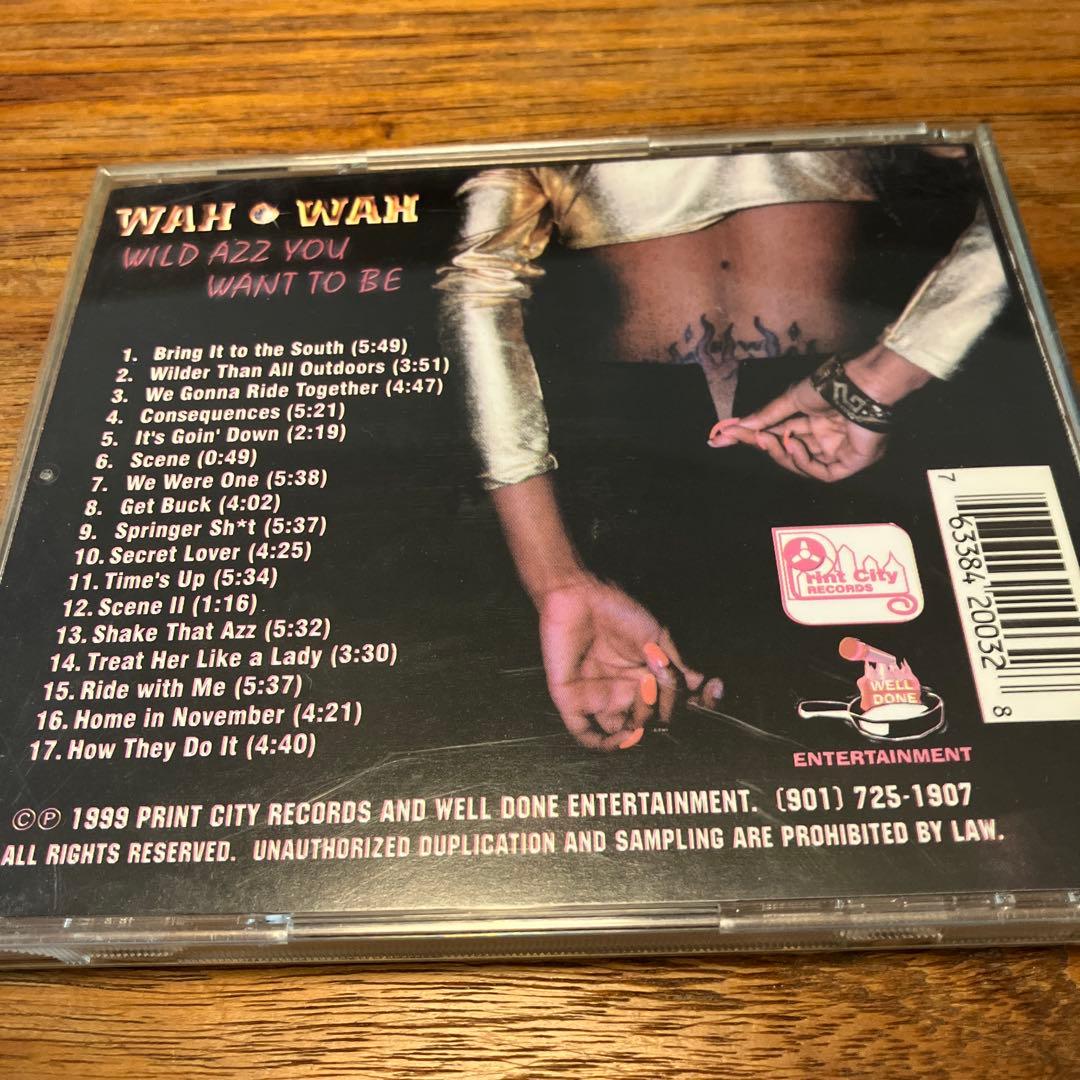 WAH WAH
WILD AZZ YOU
WANT TO BE
1. Bring It to the South (5:49)
2. Wilder Than All Outdoors (3:51)
3. We Gonna Ride Together (4:47)
4. Consequences (5:21)
5. It's Goin' Down (2:19)
6. Scene (0:49)
7. We Were One (5:38)
8. Get Buck (4:02)
9. Springer Sh*t (5:37)
10. Secret Lover (4:25)
11. Time's Up (5:34)
12. Scene II (1:16)
13. Shake That Azz (5:32)
14. Treat Her Like a Lady (3:30)
15. Ride with Me (5:37)
16. Home in November (4:21)
17. How They Do It (4:40)
Print City
RECORDS
7 63384 20032 8
WELL
DONE
ENTERTAINMENT
©℗ 1999 PRINT CITY RECORDS AND WELL DONE ENTERTAINMENT. (901) 725-1907
ALL RIGHTS RESERVED. UNAUTHORIZED DUPLICATION AND SAMPLING ARE PROHIBITED BY LAW.